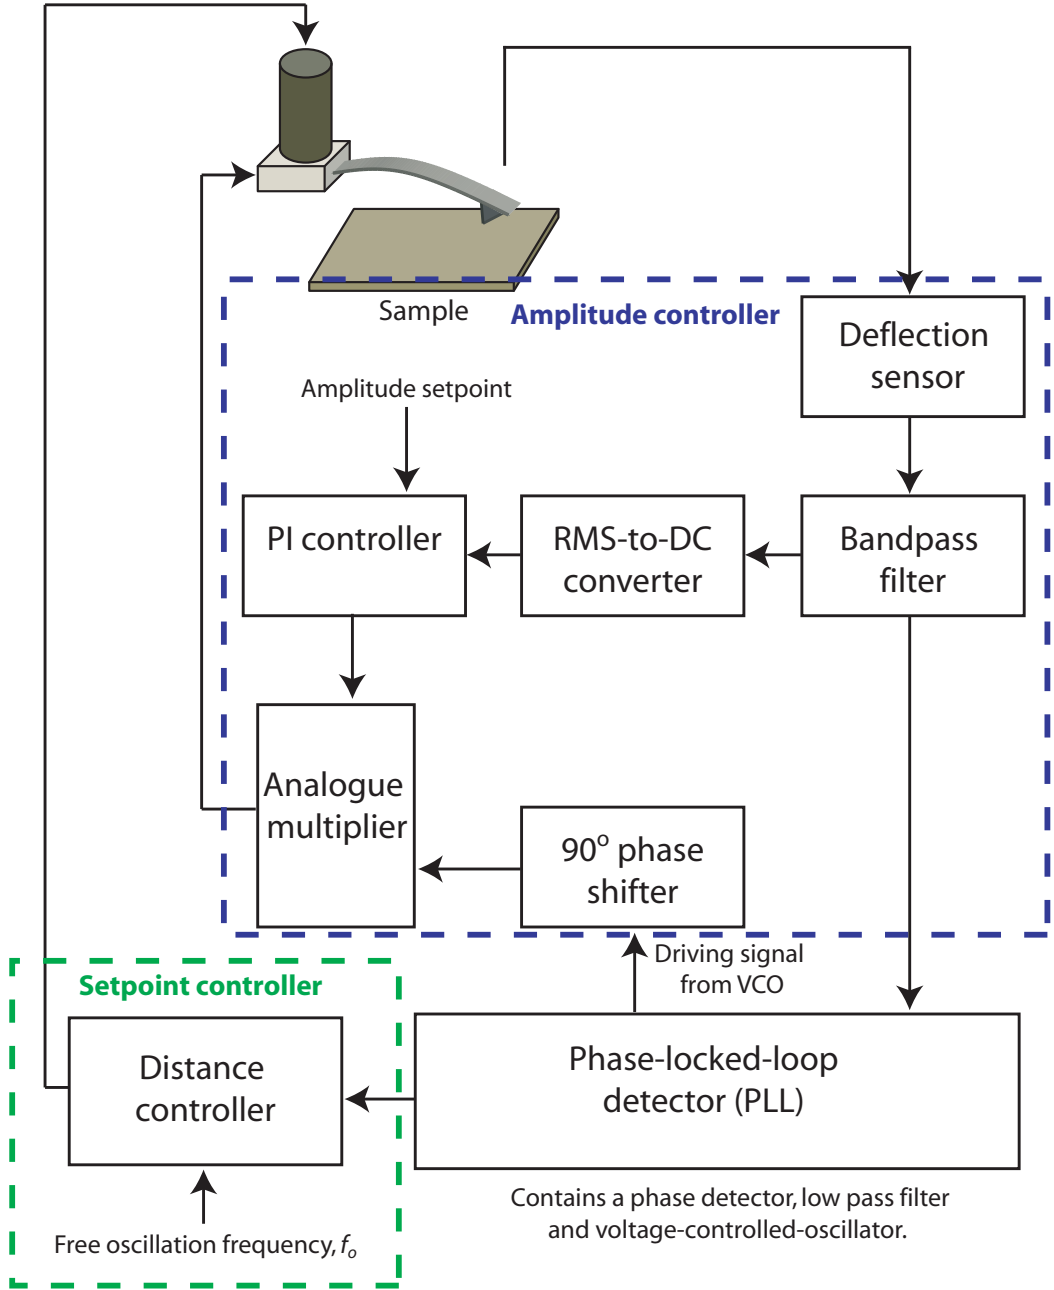 Sample
Amplitude controller
Deflection
sensor
Amplitude setpoint
PI controller
RMS-to-DC
converter
Bandpass
filter
Analogue
multiplier
90° phase
shifter
Driving signal
from VCO
Setpoint controller
Distance
controller
Phase-locked-loop
detector (PLL)
Free oscillation frequency, fₒ
Contains a phase detector, low pass filter
and voltage-controlled-oscillator.